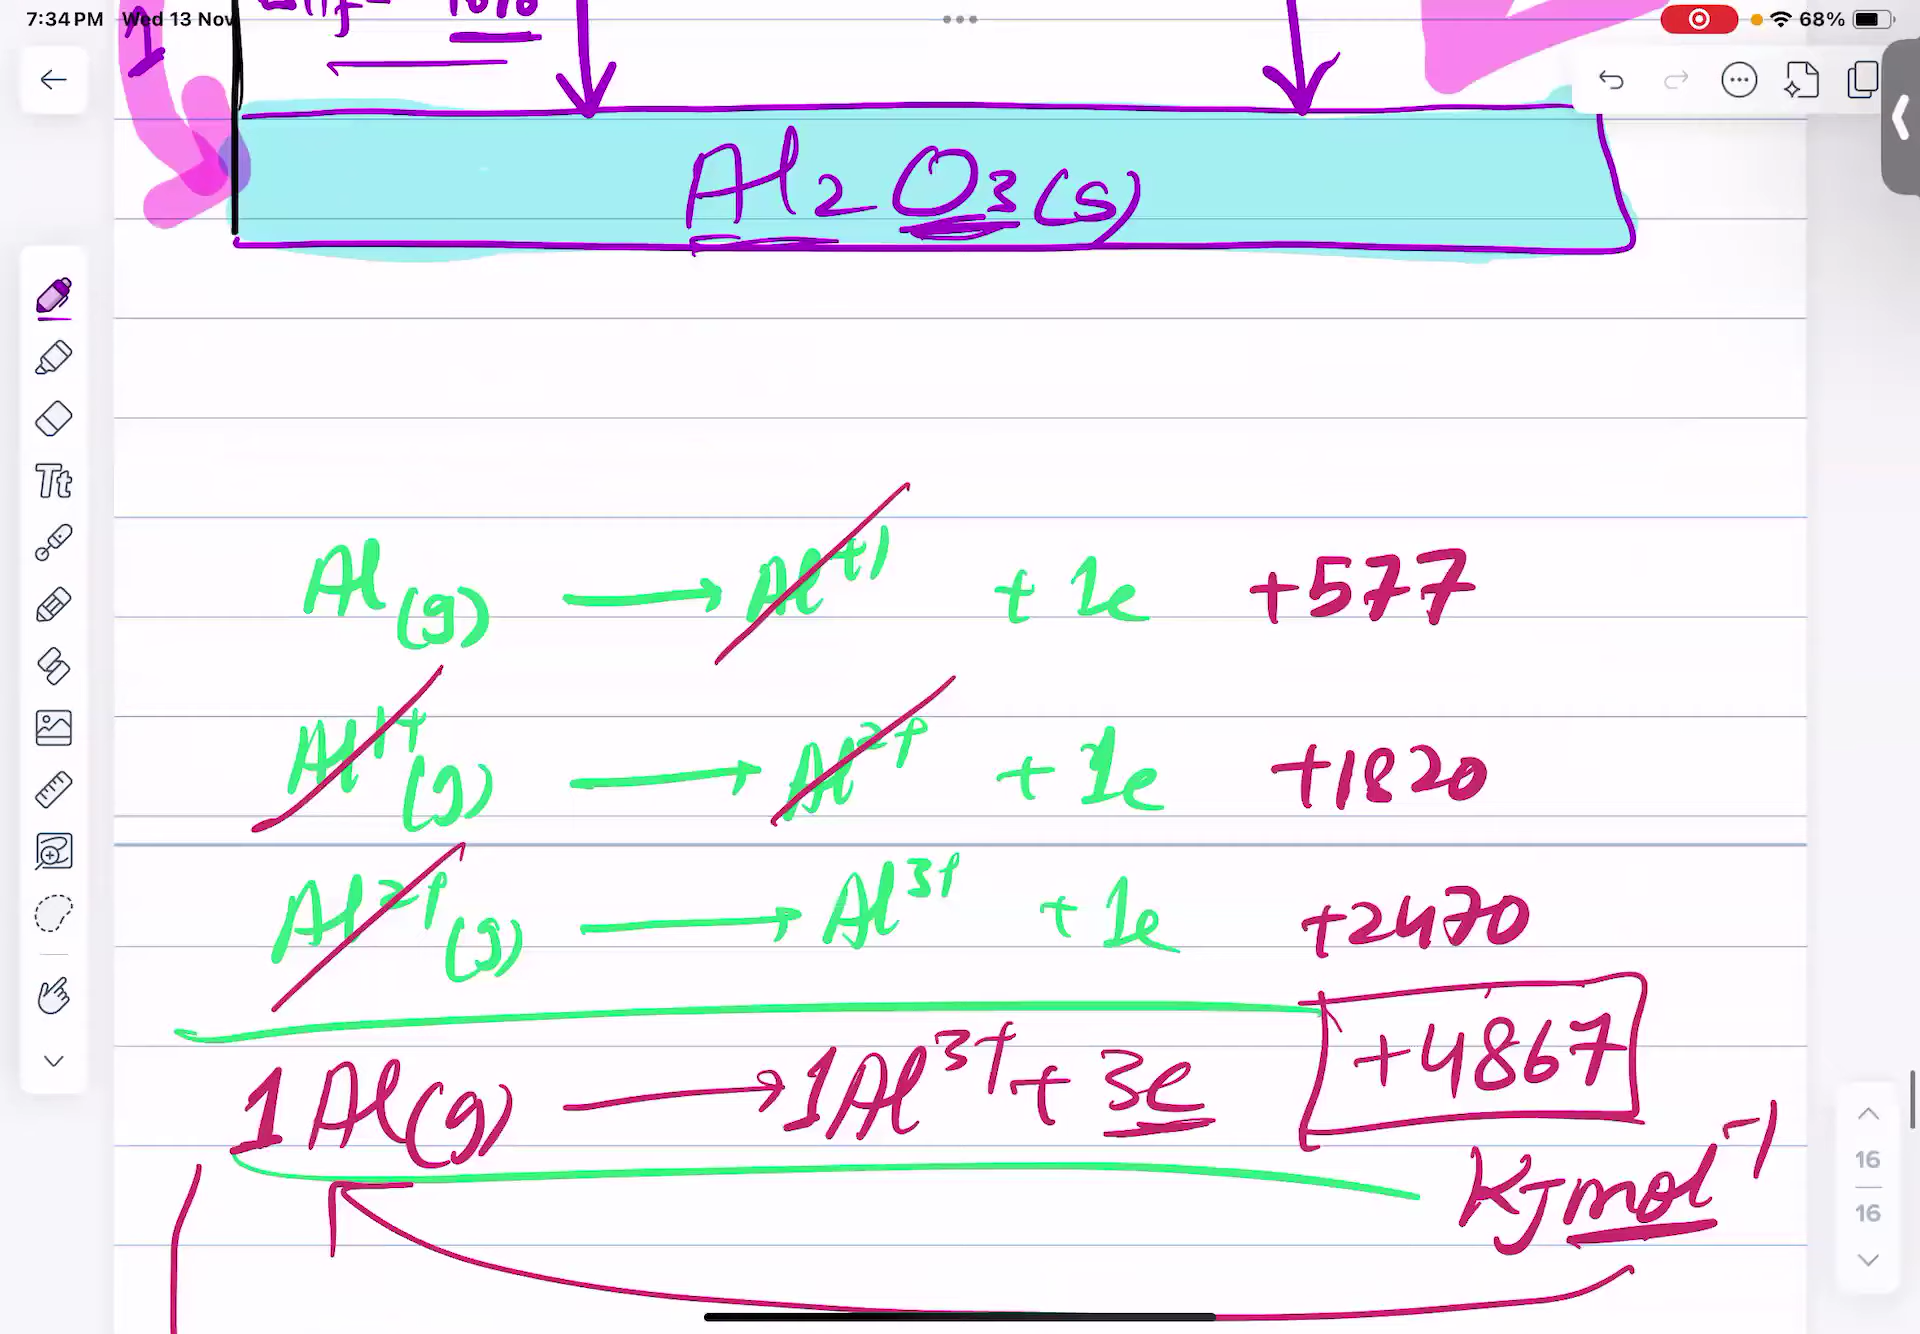 7:34 PM Wed 13 Nov 68%
Al2O3(s)
Tt
Al(g) → Al+1 + 1e +577
Al1+(g) → Al2+ + 1e +1820
Al2+(g) → Al3+ + 1e +2470
1Al(g) → 1Al3+ + 3e +4867
KJmol-1
16
16